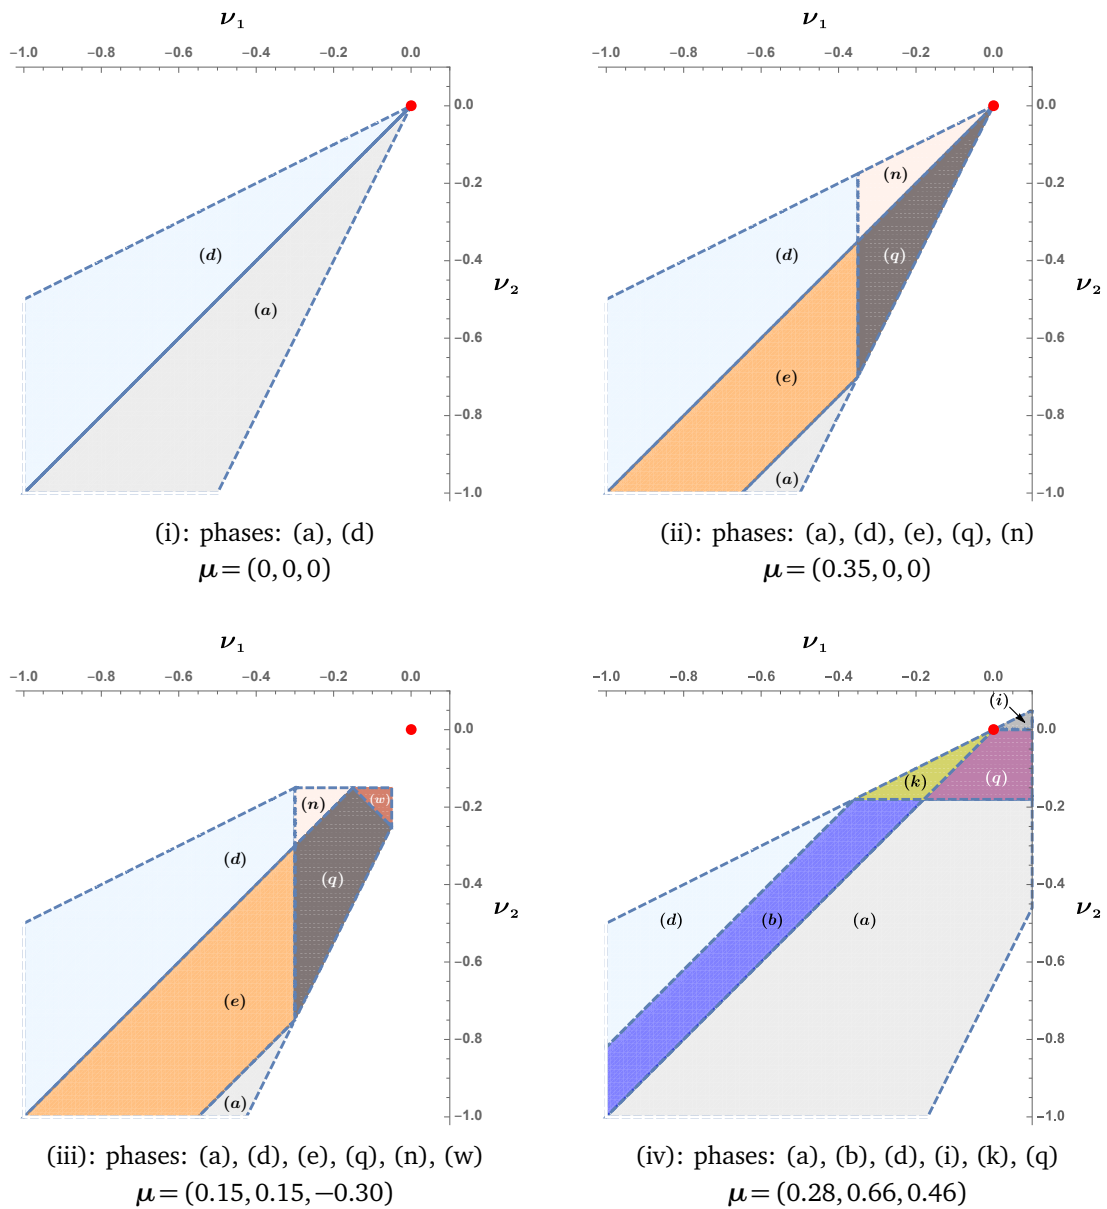 ν₁
−1.0 −0.8 −0.6 −0.4 −0.2 0.0
0.0
−0.2
(d)
(a)
−0.4
ν₂
−0.6
−0.8
−1.0
(i): phases: (a), (d)
μ = (0, 0, 0)
ν₁
−1.0 −0.8 −0.6 −0.4 −0.2 0.0
0.0
(n)
−0.2
(d) (q)
−0.4
ν₂
−0.6
(e)
−0.8
(a)
−1.0
(ii): phases: (a), (d), (e), (q), (n)
μ = (0.35, 0, 0)
ν₁
−1.0 −0.8 −0.6 −0.4 −0.2 0.0
0.0
(n) (w)
−0.2
(d)
(q)
−0.4
ν₂
−0.6
(e)
−0.8
(a)
−1.0
(iii): phases: (a), (d), (e), (q), (n), (w)
μ = (0.15, 0.15, −0.30)
ν₁
−1.0 −0.8 −0.6 −0.4 −0.2 0.0
(i)
0.0
(k) (q)
−0.2
−0.4
(d) (b) (a)
ν₂
−0.6
−0.8
−1.0
(iv): phases: (a), (b), (d), (i), (k), (q)
μ = (0.28, 0.66, 0.46)